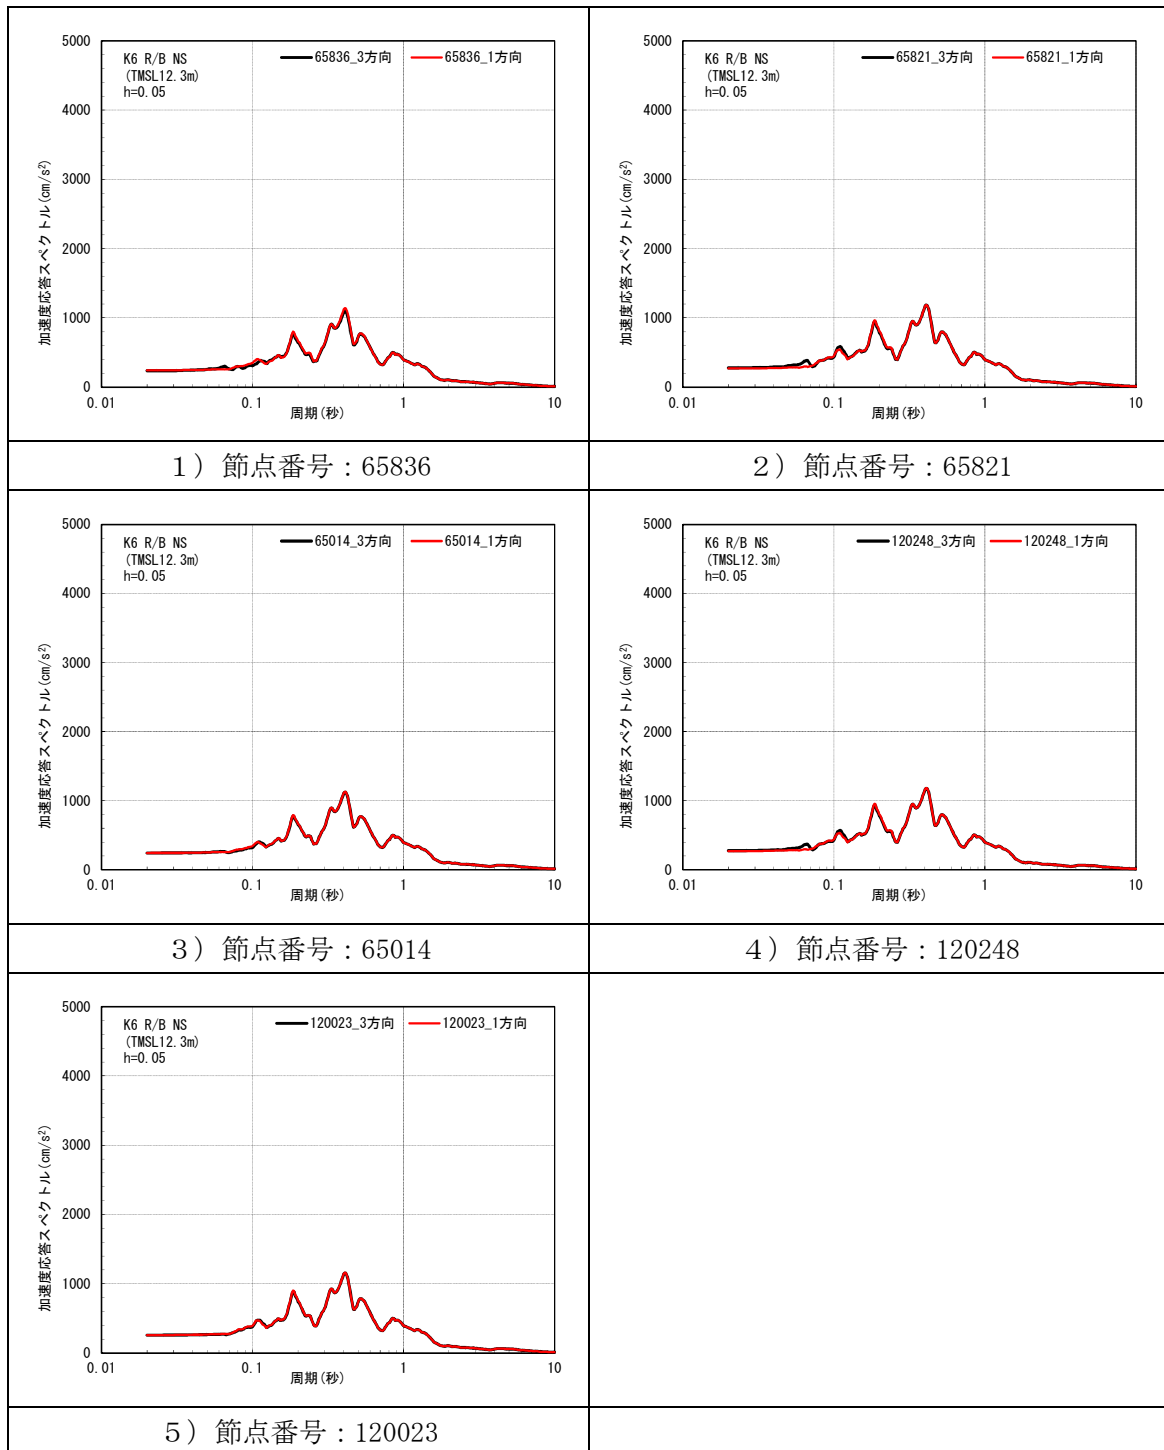 加速度応答スペクトル(cm/s²)
5000
4000
3000
2000
1000
0
K6 R/B NS
(TMSL12.3m)
h=0.05
65836_3方向
65836_1方向
0.01
0.1
1
10
周期(秒)
1）節点番号：65836
加速度応答スペクトル(cm/s²)
5000
4000
3000
2000
1000
0
K6 R/B NS
(TMSL12.3m)
h=0.05
65821_3方向
65821_1方向
0.01
0.1
1
10
周期(秒)
2）節点番号：65821
加速度応答スペクトル(cm/s²)
5000
4000
3000
2000
1000
0
K6 R/B NS
(TMSL12.3m)
h=0.05
65014_3方向
65014_1方向
0.01
0.1
1
10
周期(秒)
3）節点番号：65014
加速度応答スペクトル(cm/s²)
5000
4000
3000
2000
1000
0
K6 R/B NS
(TMSL12.3m)
h=0.05
120248_3方向
120248_1方向
0.01
0.1
1
10
周期(秒)
4）節点番号：120248
加速度応答スペクトル(cm/s²)
5000
4000
3000
2000
1000
0
K6 R/B NS
(TMSL12.3m)
h=0.05
120023_3方向
120023_1方向
0.01
0.1
1
10
周期(秒)
5）節点番号：120023